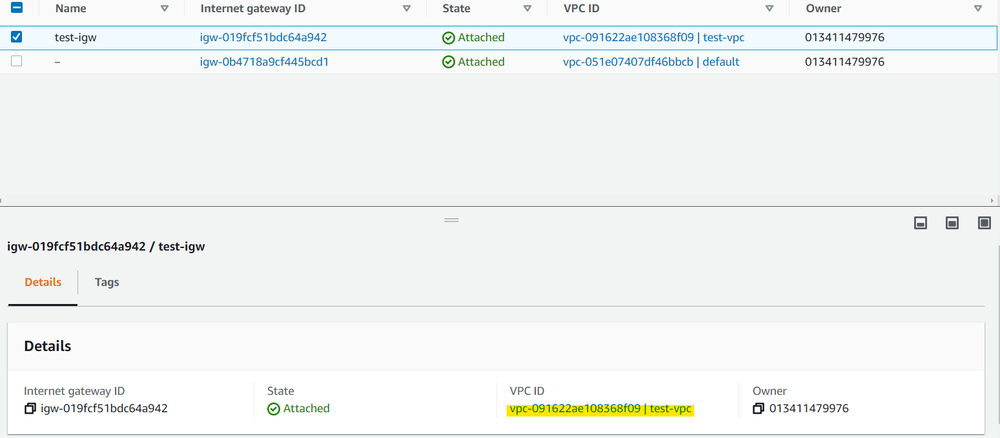 Name Internet gateway ID State VPC ID Owner
test-igw igw-019fcf51bdc64a942 Attached vpc-091622ae108368f09 | test-vpc 013411479976
– igw-0b4718a9cf445bcd1 Attached vpc-051e07407df46bbcb | default 013411479976
igw-019fcf51bdc64a942 / test-igw
Details Tags
Details
Internet gateway ID State VPC ID Owner
igw-019fcf51bdc64a942 Attached vpc-091622ae108368f09 | test-vpc 013411479976